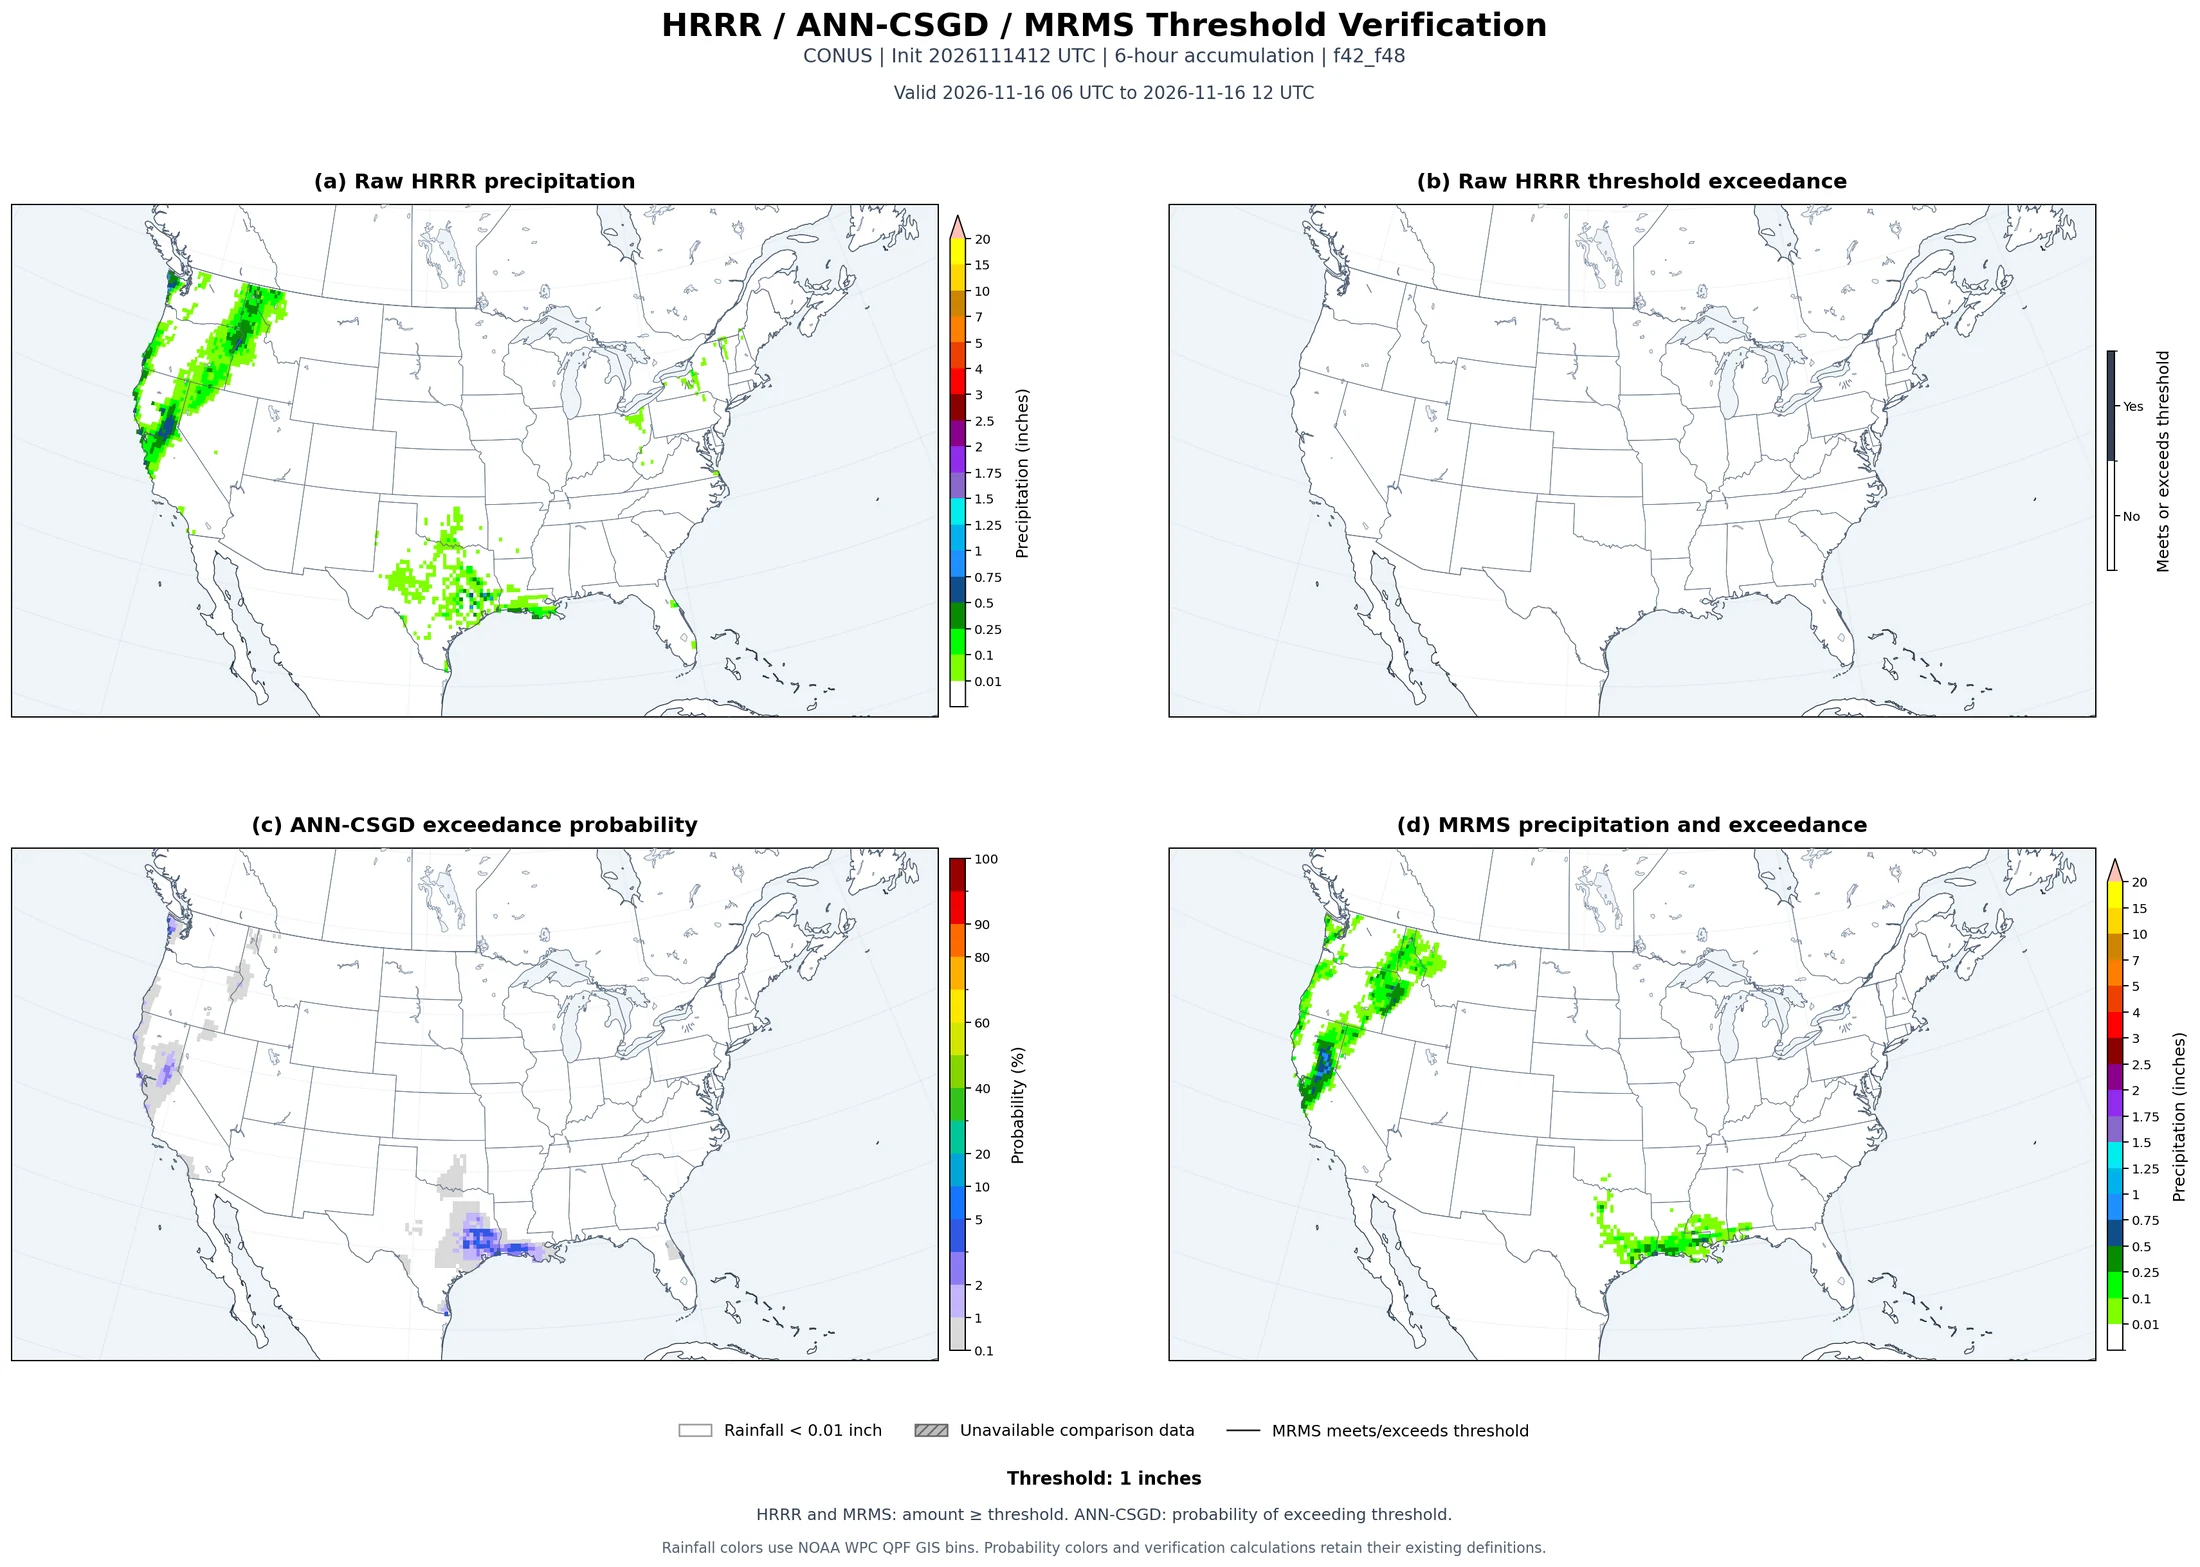 HRRR / ANN-CSGD / MRMS Threshold Verification
CONUS | Init 2026111412 UTC | 6-hour accumulation | f42_f48
Valid 2026-11-16 06 UTC to 2026-11-16 12 UTC
(a) Raw HRRR precipitation
20
15
10
7
5
4
3
2.5
2
1.75
1.5
1.25
1
0.75
0.5
0.25
0.1
0.01
Precipitation (inches)
(b) Raw HRRR threshold exceedance
Yes
No
Meets or exceeds threshold
(c) ANN-CSGD exceedance probability
100
90
80
60
40
20
10
5
2
1
0.1
Probability (%)
(d) MRMS precipitation and exceedance
20
15
10
7
5
4
3
2.5
2
1.75
1.5
1.25
1
0.75
0.5
0.25
0.1
0.01
Precipitation (inches)
Rainfall < 0.01 inch
Unavailable comparison data
MRMS meets/exceeds threshold
Threshold: 1 inches
HRRR and MRMS: amount ≥ threshold. ANN-CSGD: probability of exceeding threshold.
Rainfall colors use NOAA WPC QPF GIS bins. Probability colors and verification calculations retain their existing definitions.